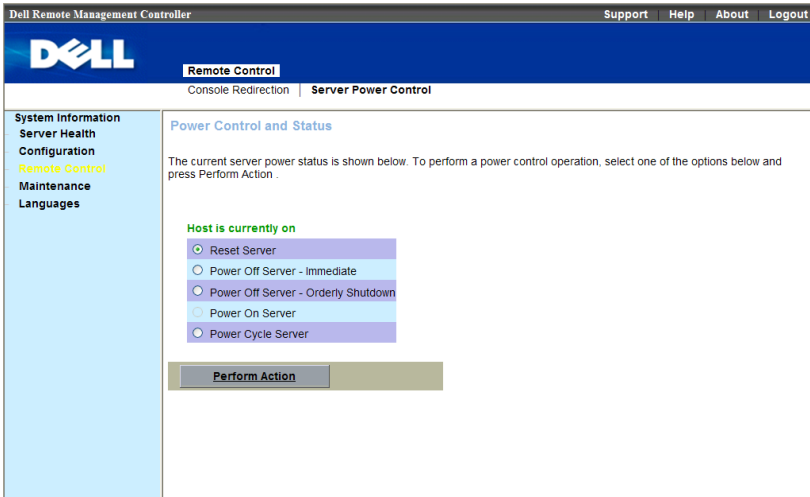 Dell Remote Management Controller
Support Help About Logout
DELL
Remote Control
Console Redirection Server Power Control
System Information
Server Health
Configuration
Remote Control
Maintenance
Languages
Power Control and Status
The current server power status is shown below. To perform a power control operation, select one of the options below and
press Perform Action .
Host is currently on
Reset Server
Power Off Server - Immediate
Power Off Server - Orderly Shutdown
Power On Server
Power Cycle Server
Perform Action